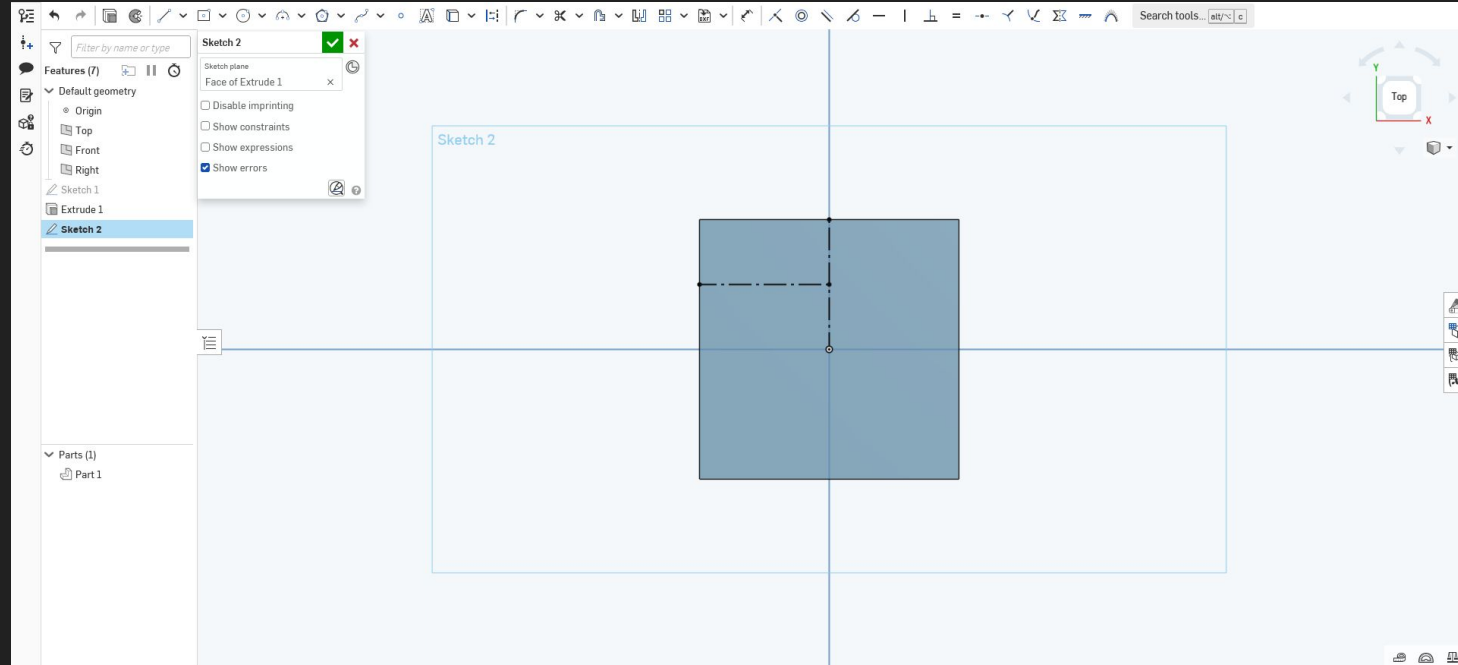 Search tools... alt/⌥ c
Filter by name or type
Features (7)
Default geometry
Origin
Top
Front
Right
Sketch 1
Extrude 1
Sketch 2
Parts (1)
Part 1
Sketch 2
Sketch plane
Face of Extrude 1
Disable imprinting
Show constraints
Show expressions
Show errors
Sketch 2
Y
Top
X